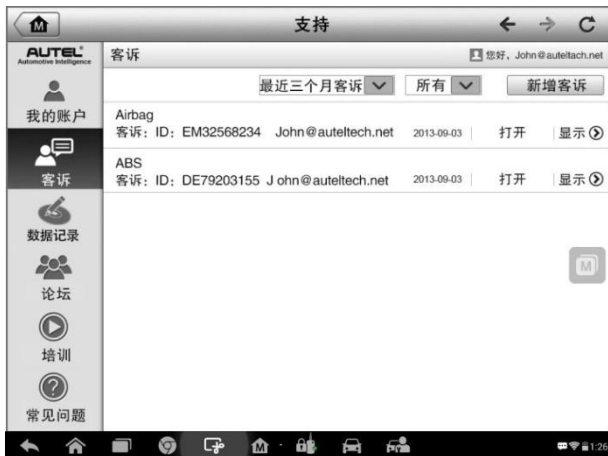 支持
AUTEL
Automotive Intelligence
客诉
您好，John@auteltach.net
最近三个月客诉
所有
新增客诉
我的账户
Airbag
客诉：ID：EM32568234 John@auteltech.net 2013-09-03 打开 显示
ABS
客诉：ID：DE79203155 J ohn@auteltech.net 2013-09-03 打开 显示
客诉
数据记录
论坛
培训
常见问题
M
1:26